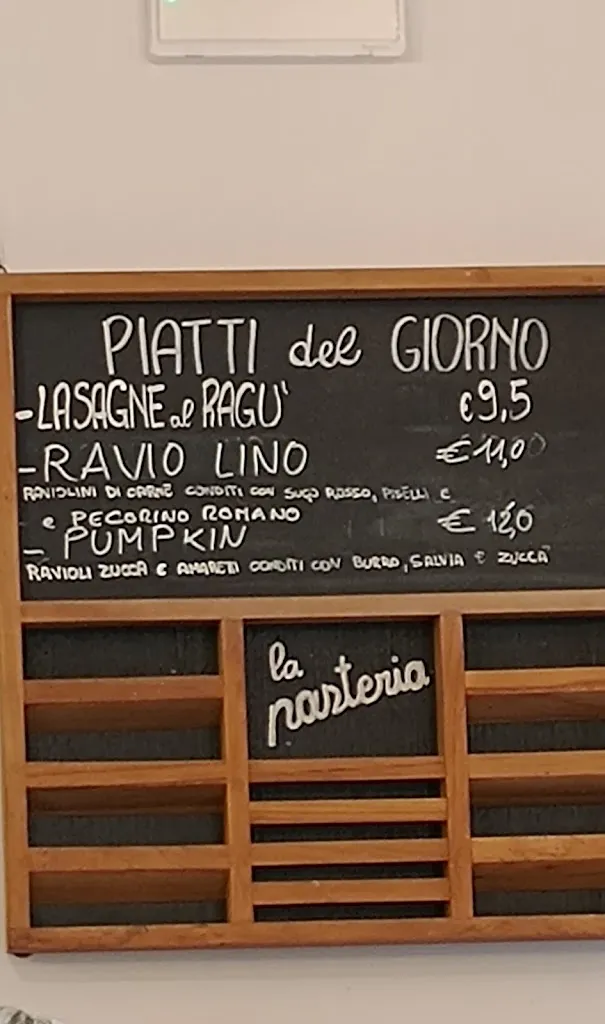 PIATTI del GIORNO
-LASAGNE al RAGU' €9,5
-RAVIO LINO € 11,0
RAVIOLINI DI CARNE CONDITI CON SUGO ROSSO, PISELLI E
e PECORINO ROMANO
- PUMPKIN € 12,0
RAVIOLI ZUCCA E AMARETI CONDITI CON BURRO, SALVIA E ZUCCA
la
pasteria